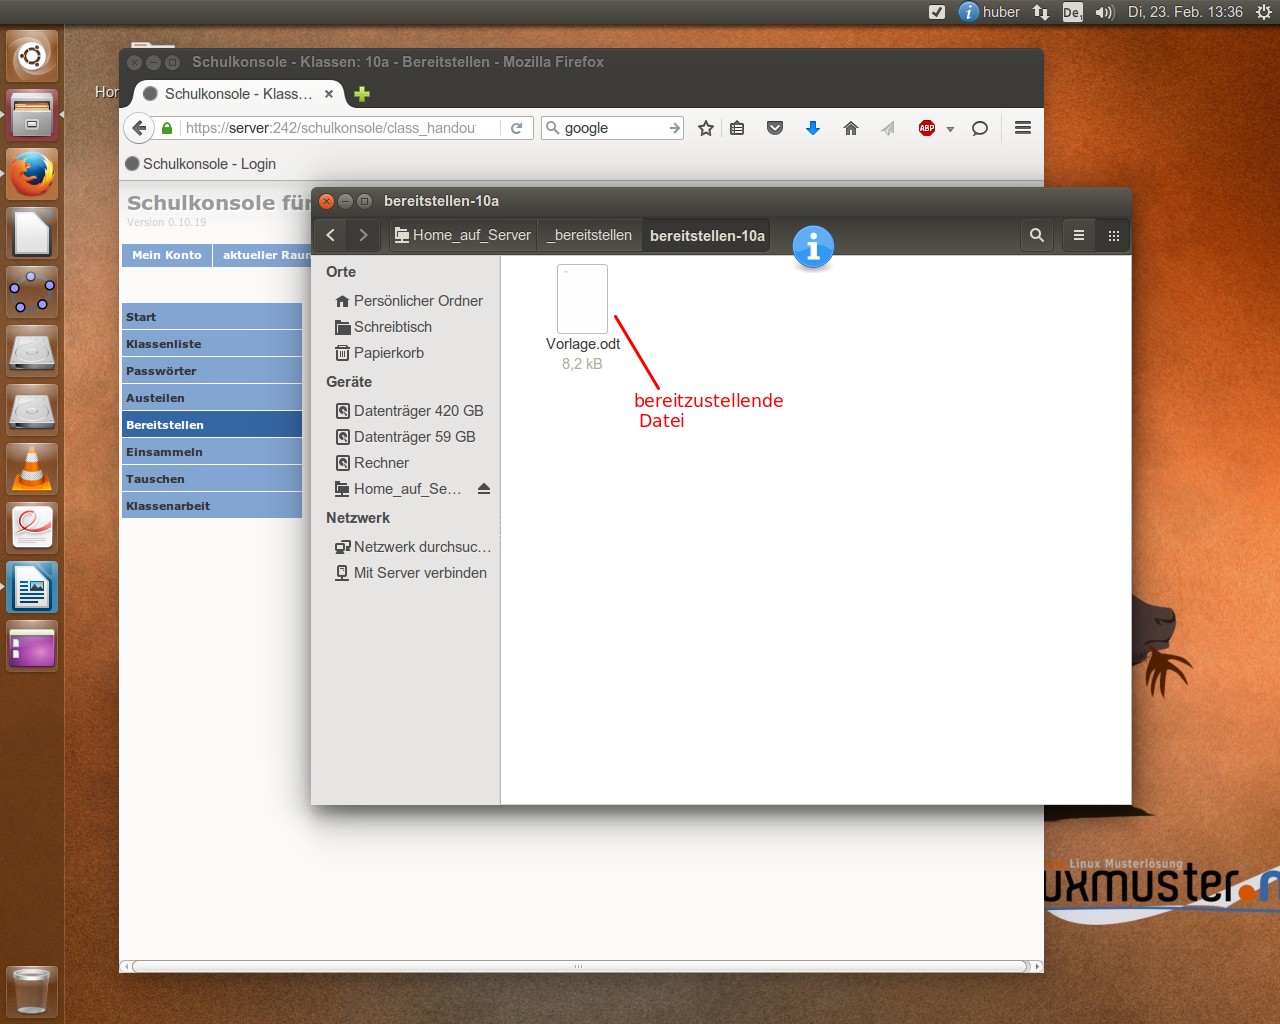 huber
De1
Di, 23. Feb. 13:36
Schulkonsole - Klassen: 10a - Bereitstellen - Mozilla Firefox
Schulkonsole - Klass...
https://server:242/schulkonsole/class_handou
google
ABP
Schulkonsole - Login
Schulkonsole für
Version 0.10.19
Mein Konto
aktueller Raum
Start
Klassenliste
Passwörter
Austeilen
Bereitstellen
Einsammeln
Tauschen
Klassenarbeit
bereitstellen-10a
Home_auf_Server
_bereitstellen
bereitstellen-10a
Orte
Persönlicher Ordner
Schreibtisch
Papierkorb
Geräte
Datenträger 420 GB
Datenträger 59 GB
Rechner
Home_auf_Se...
Netzwerk
Netzwerk durchsuc...
Mit Server verbinden
Vorlage.odt
8,2 kB
bereitzustellende
Datei
Hor
Linux Musterlösung
uxmuster.n